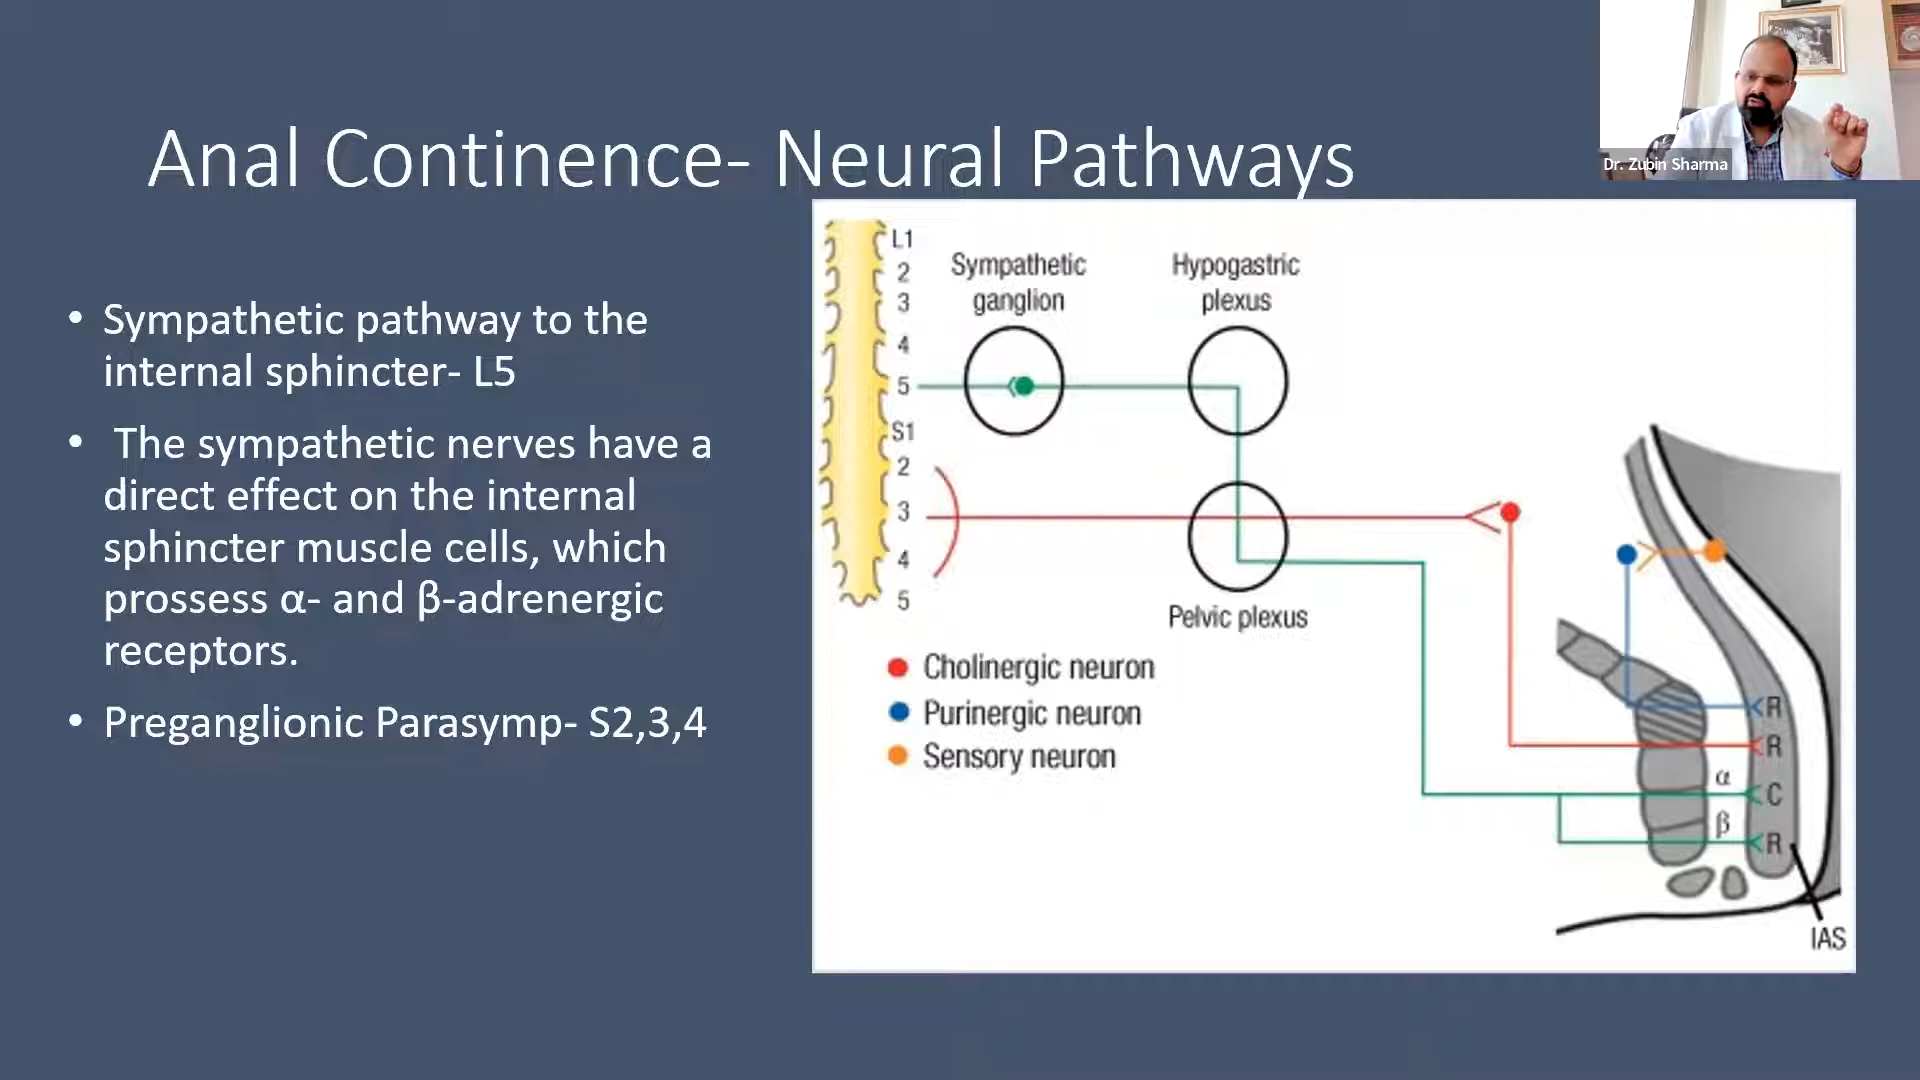 Anal Continence- Neural Pathways
Dr. Zubin Sharma
• Sympathetic pathway to the
internal sphincter- L5
• The sympathetic nerves have a
direct effect on the internal
sphincter muscle cells, which
prossess α- and β-adrenergic
receptors.
• Preganglionic Parasymp- S2,3,4
L1
2
3
4
5
S1
2
3
4
5
Sympathetic
ganglion
Hypogastric
plexus
Pelvic plexus
Cholinergic neuron
Purinergic neuron
Sensory neuron
R
R
α
C
β
R
IAS